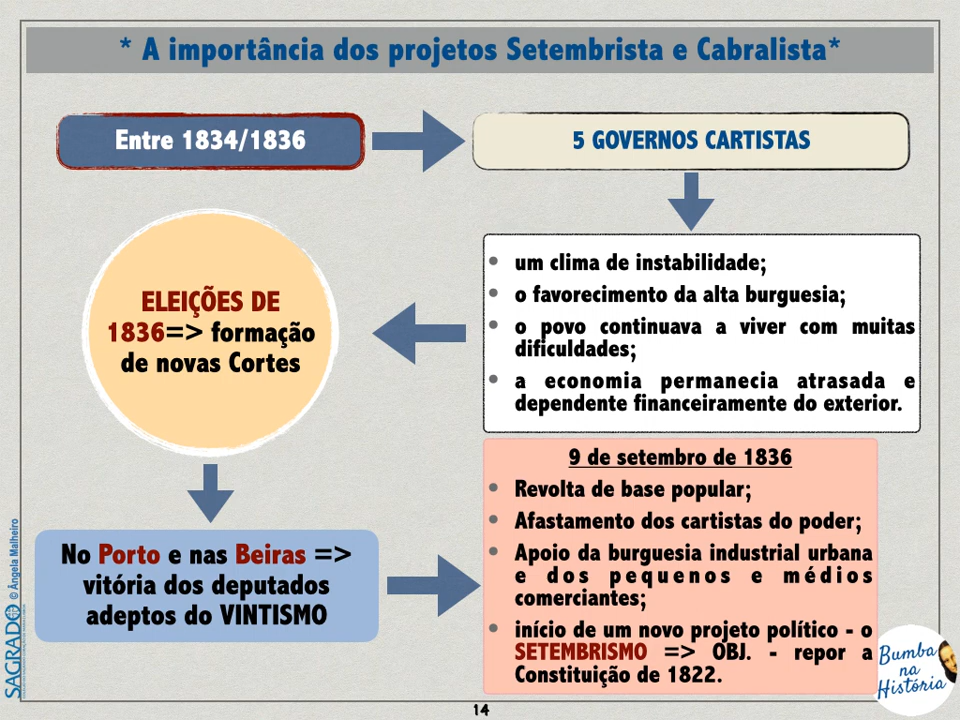 * A importância dos projetos Setembrista e Cabralista*
Entre 1834/1836
5 GOVERNOS CARTISTAS
• um clima de instabilidade;
• o favorecimento da alta burguesia;
• o povo continuava a viver com muitas
dificuldades;
• a economia permanecia atrasada e
dependente financeiramente do exterior.
ELEIÇÕES DE
1836=> formação
de novas Cortes
No Porto e nas Beiras =>
vitória dos deputados
adeptos do VINTISMO
9 de setembro de 1836
• Revolta de base popular;
• Afastamento dos cartistas do poder;
• Apoio da burguesia industrial urbana
e dos pequenos e médios
comerciantes;
• início de um novo projeto político - o
SETEMBRISMO => OBJ. - repor a
Constituição de 1822.
SAGRADO
© Ângela Malheiro
Bumba
na
História
14